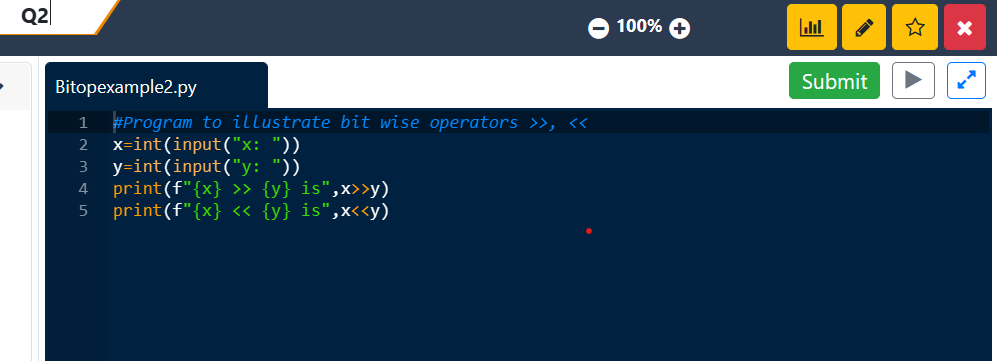 Q2
100%
Submit
Bitopexample2.py
1 #Program to illustrate bit wise operators >>, <<
2 x=int(input("x: "))
3 y=int(input("y: "))
4 print(f"{x} >> {y} is",x>>y)
5 print(f"{x} << {y} is",x<<y)